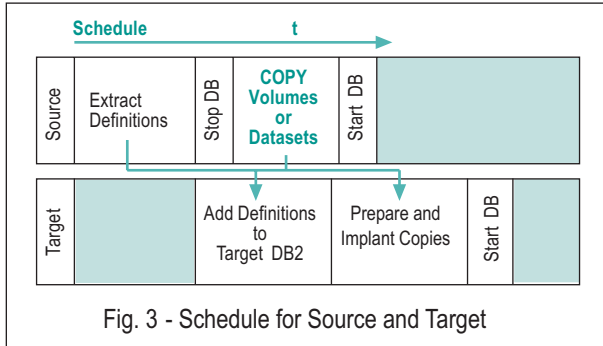 Schedule t
Source
Extract
Definitions
Stop DB
COPY
Volumes
or
Datasets
Start DB
Target
Add Definitions
to
Target DB2
Prepare and
Implant Copies
Start DB
Fig. 3 - Schedule for Source and Target